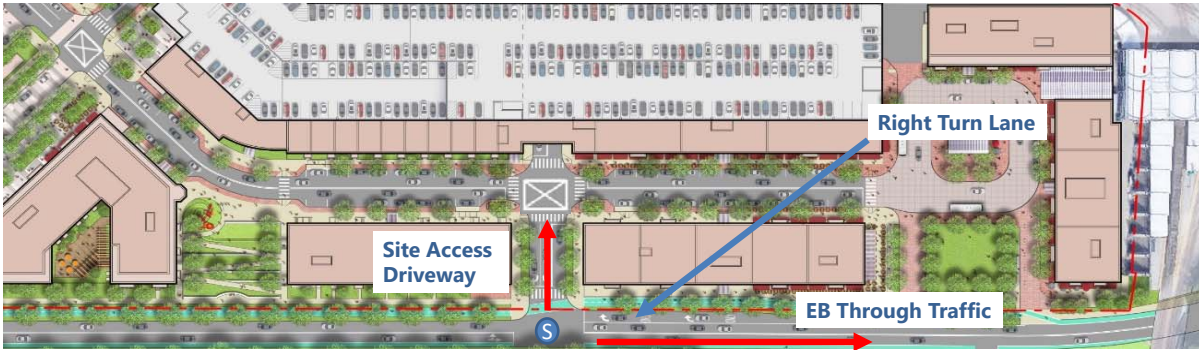 Right Turn Lane
Site Access
Driveway
EB Through Traffic
S